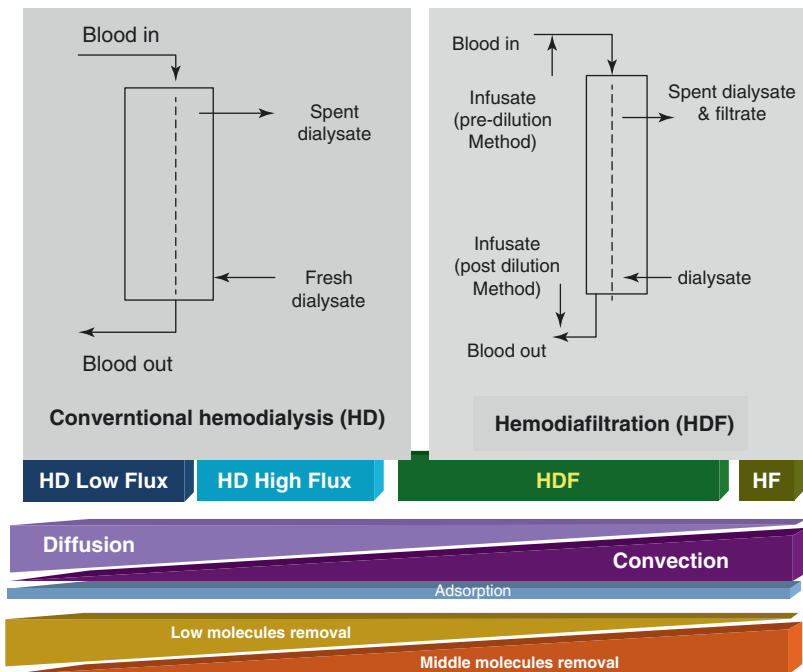 Blood in
Spent
dialysate
Fresh
dialysate
Blood out
Converntional hemodialysis (HD)
Blood in
Infusate
(pre-dilution
Method)
Spent dialysate
& filtrate
Infusate
(post dilution
Method)
dialysate
Blood out
Hemodiafiltration (HDF)
HD Low Flux
HD High Flux
HDF
HF
Diffusion
Convection
Adsorption
Low molecules removal
Middle molecules removal